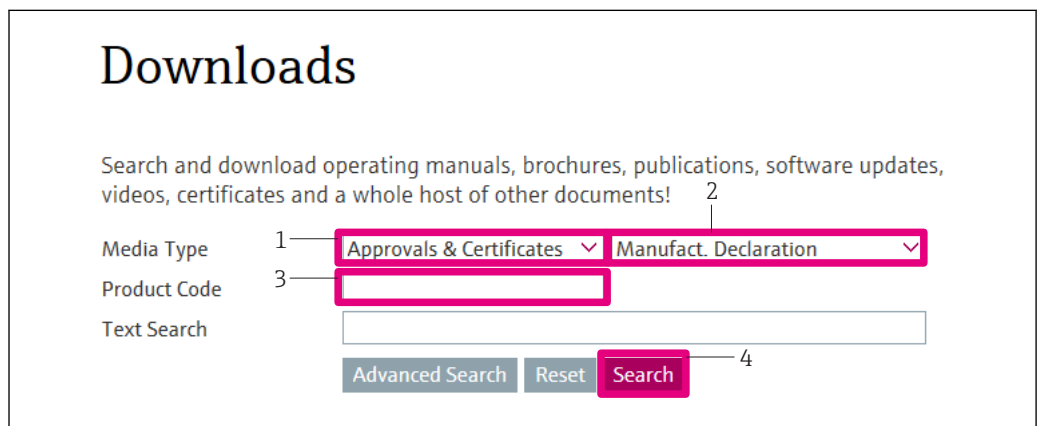 Downloads
Search and download operating manuals, brochures, publications, software updates,
videos, certificates and a whole host of other documents!
2
Media Type 1 Approvals & Certificates Manufact. Declaration
Product Code 3
Text Search
Advanced Search Reset Search 4